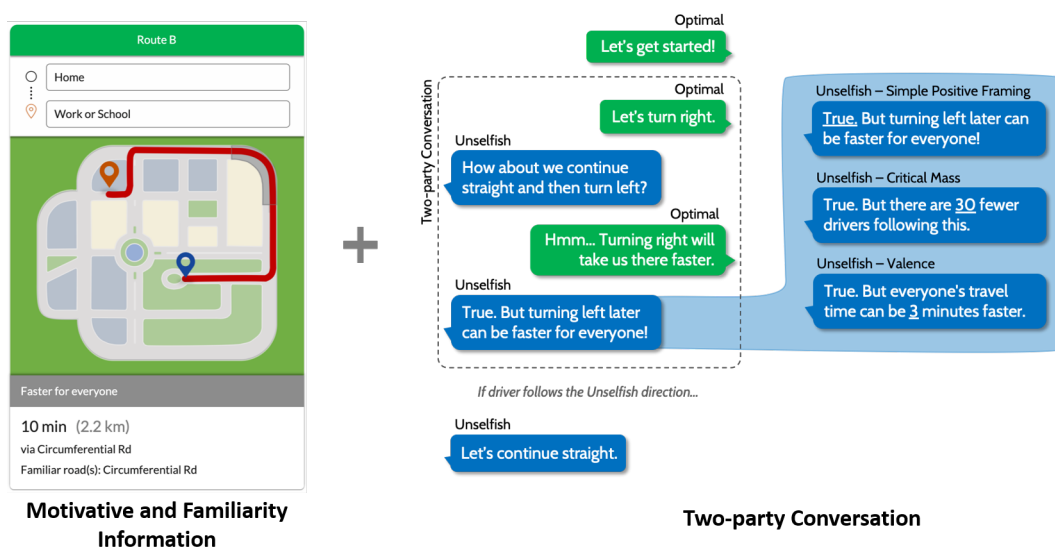 Route B
Home
Work or School
Faster for everyone
10 min (2.2 km)
via Circumferential Rd
Familiar road(s): Circumferential Rd
Motivative and Familiarity
Information
+
Optimal
Let's get started!
Two-party Conversation
Optimal
Let's turn right.
Unselfish
How about we continue
straight and then turn left?
Optimal
Hmm... Turning right will
take us there faster.
Unselfish
True. But turning left later
can be faster for everyone!
If driver follows the Unselfish direction...
Unselfish
Let's continue straight.
Unselfish – Simple Positive Framing
True. But turning left later can
be faster for everyone!
Unselfish – Critical Mass
True. But there are 30 fewer
drivers following this.
Unselfish – Valence
True. But everyone's travel
time can be 3 minutes faster.
Two-party Conversation